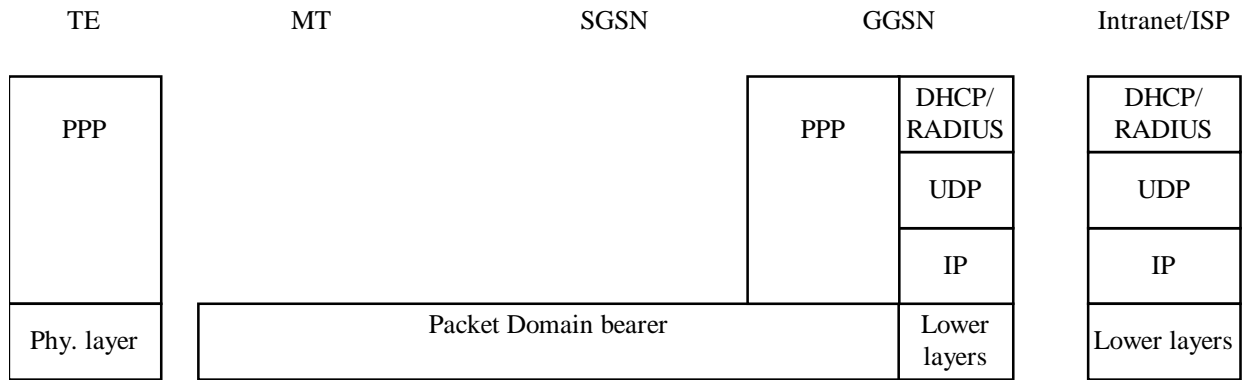 TE MT SGSN GGSN Intranet/ISP
PPP
PPP
DHCP/
RADIUS
UDP
IP
DHCP/
RADIUS
UDP
IP
Phy. layer
Packet Domain bearer
Lower
layers
Lower layers